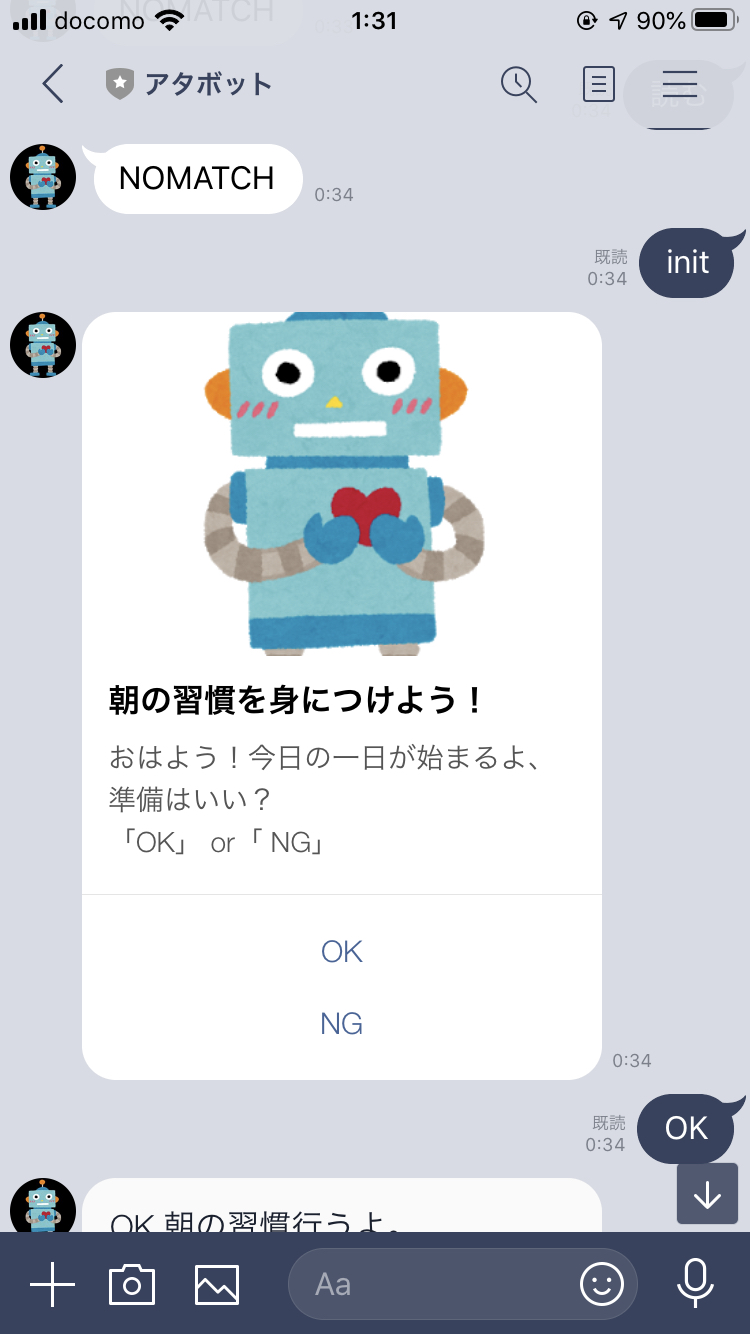 docomo 1:31 90%
アタボット
読む
NOMATCH
0:34
既読
0:34
init
朝の習慣を身につけよう！
おはよう！今日の一日が始まるよ、
準備はいい？
「OK」 or「 NG」
OK
NG
0:34
既読
0:34
OK
OK 朝の習慣行うよ。
Aa